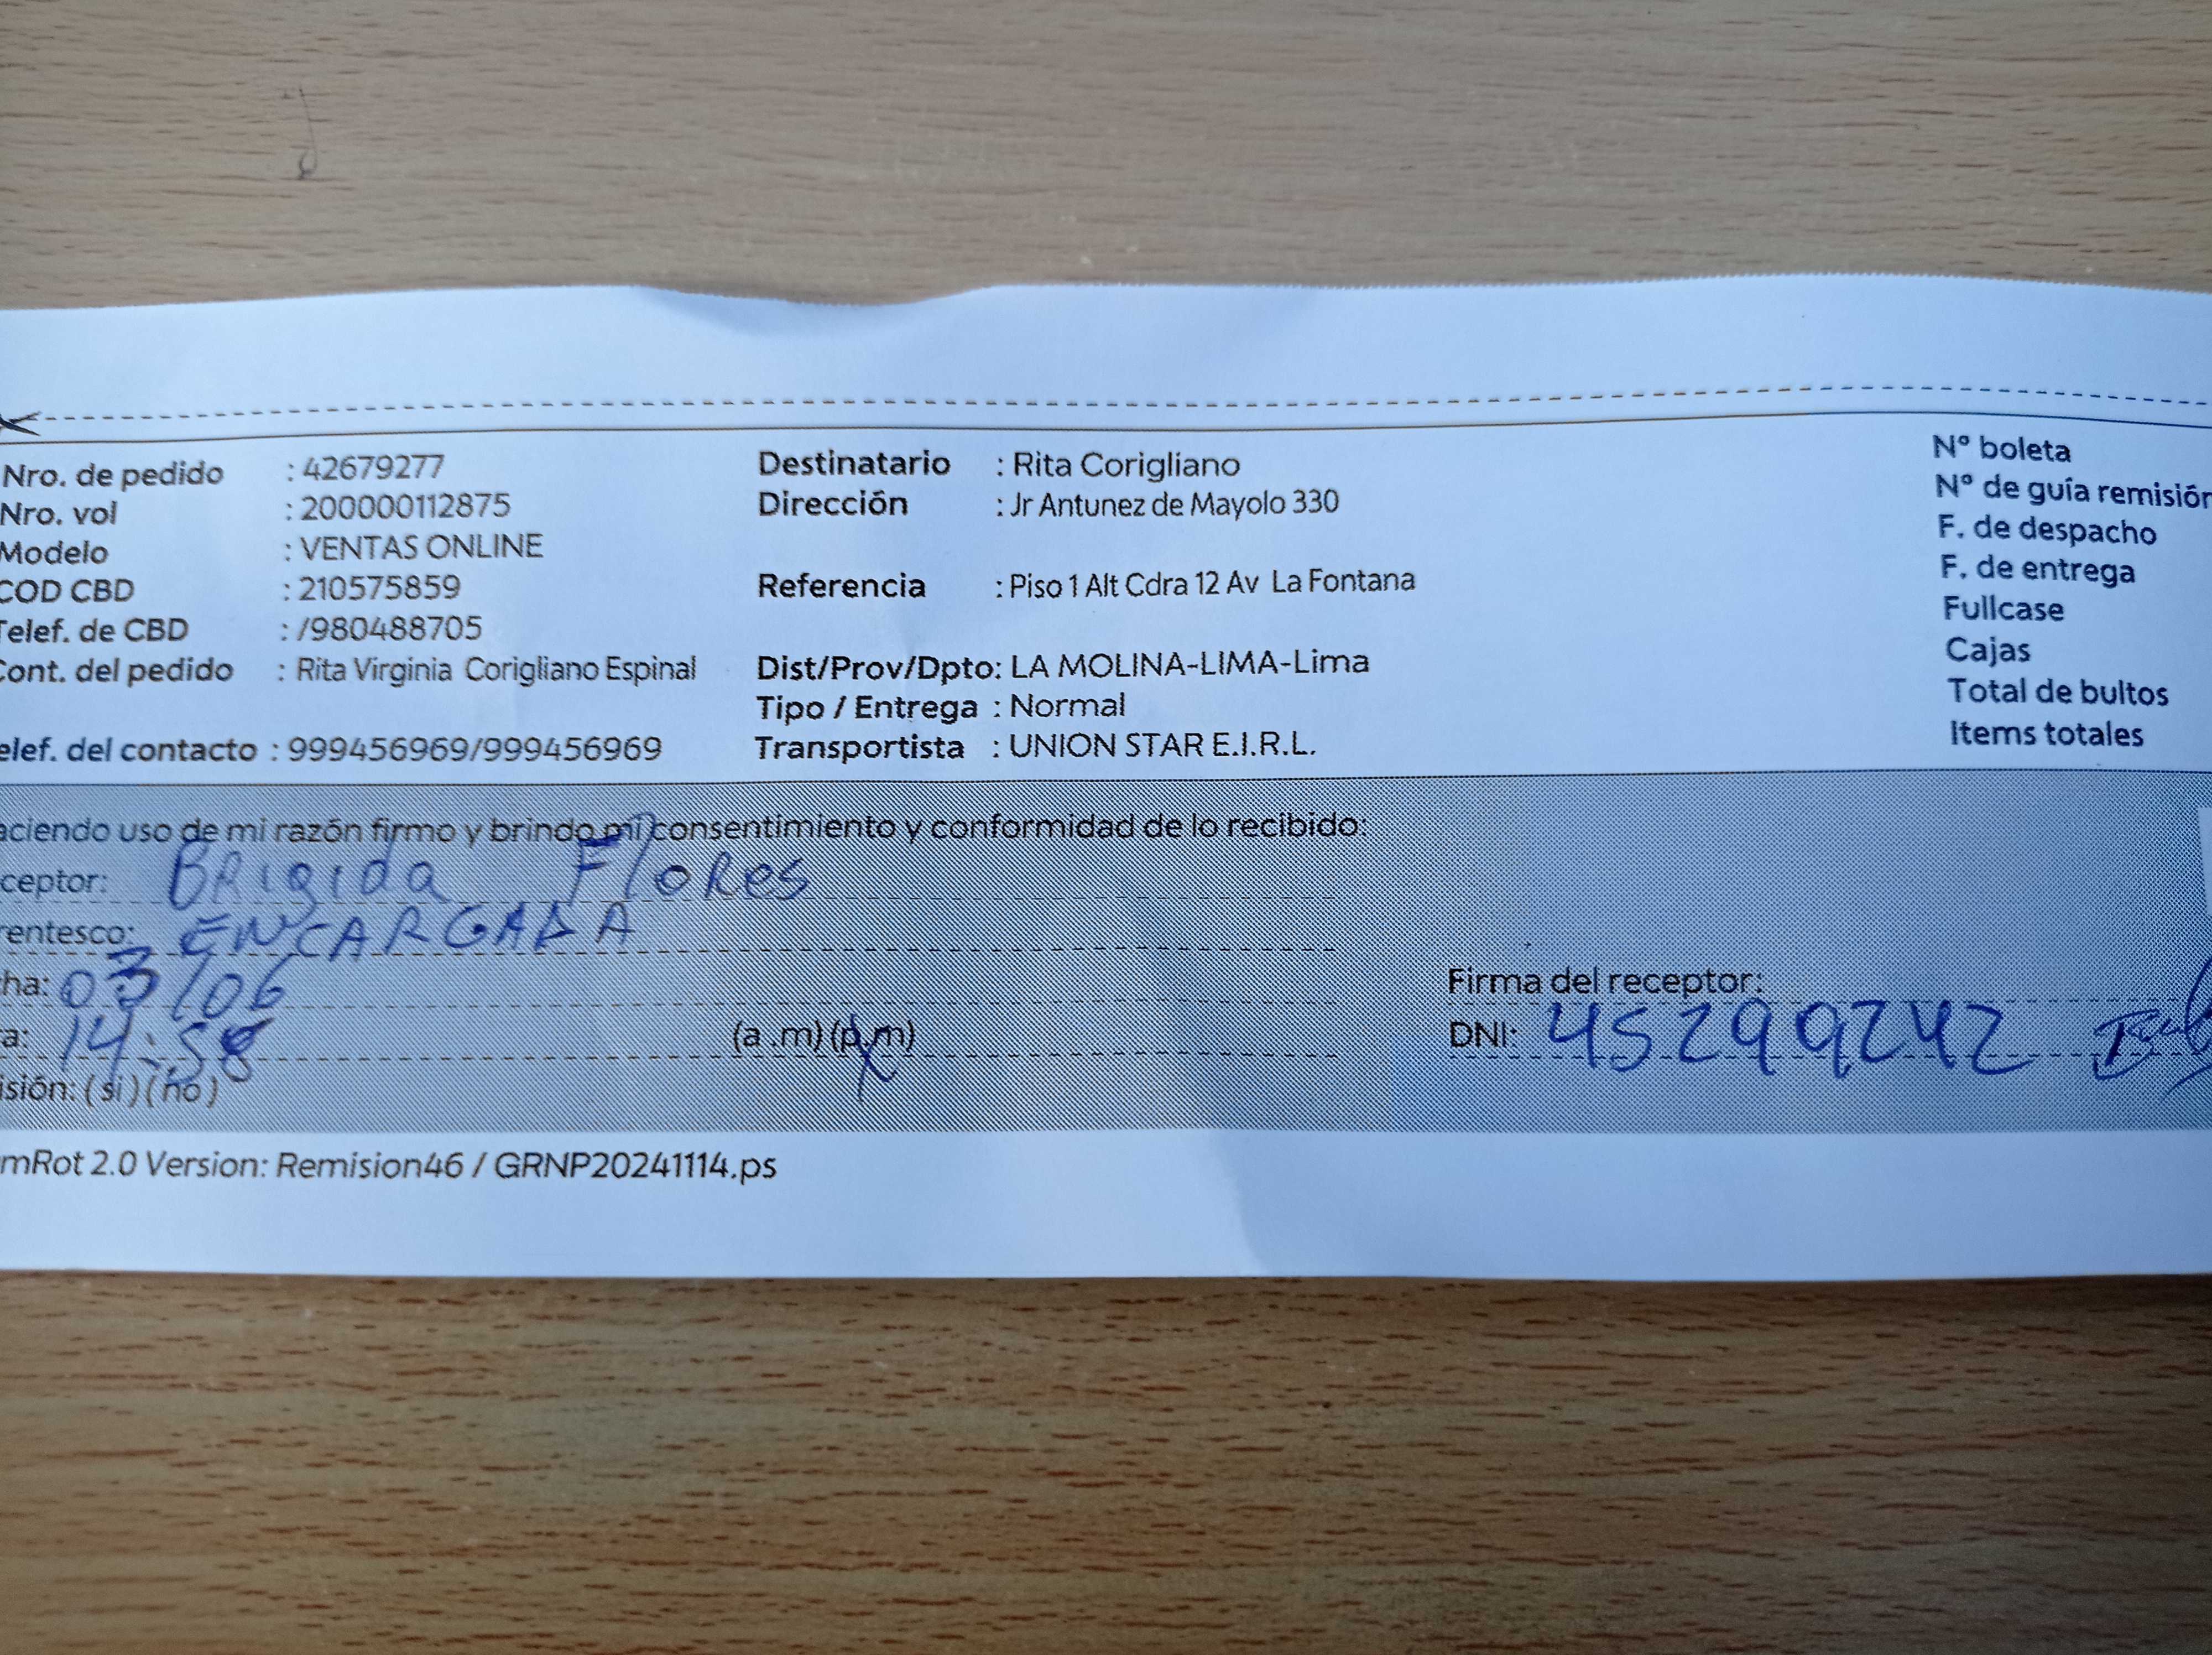 Nro. de pedido : 42679277
Nro. vol : 200000112875
Modelo : VENTAS ONLINE
COD CBD : 210575859
Telef. de CBD : /980488705
Cont. del pedido : Rita Virginia Corigliano Espinal
elef. del contacto : 999456969/999456969
Destinatario : Rita Corigliano
Dirección : Jr Antunez de Mayolo 330
Referencia : Piso 1 Alt Cdra 12 Av La Fontana
Dist/Prov/Dpto: LA MOLINA-LIMA-Lima
Tipo / Entrega : Normal
Transportista : UNION STAR E.I.R.L.
N° boleta
N° de guía remisión
F. de despacho
F. de entrega
Fullcase
Cajas
Total de bultos
Items totales
aciendo uso de mi razón firmo y brindo mi consentimiento y conformidad de lo recibido:
ceptor: BRIgida Flores
rentesco: ENCARGADA
ha: 03/06
a: 14:58 (a .m) (p.m)
isión: (si) (no)
Firma del receptor:
DNI: 45299242
mRot 2.0 Version: Remision46 / GRNP20241114.ps